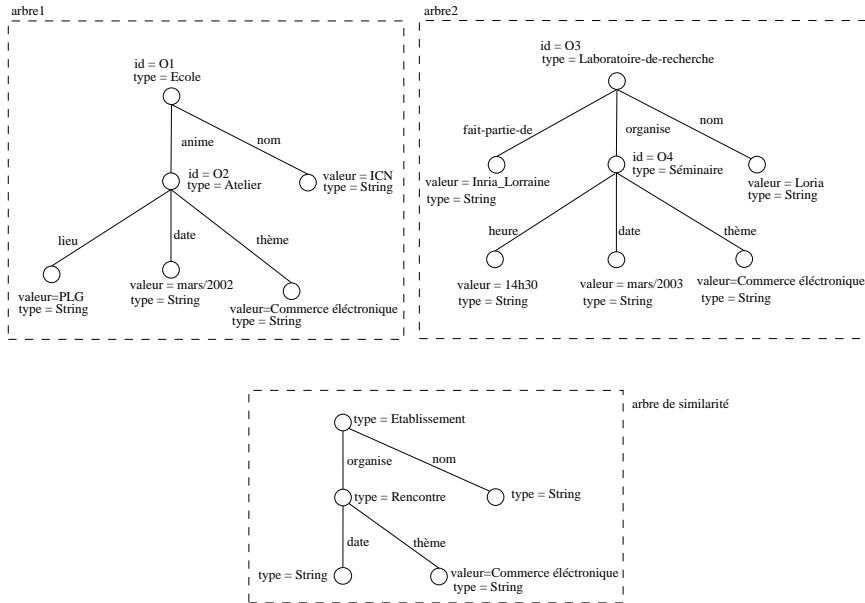 arbre1
id = O1
type = Ecole
anime
nom
id = O2
type = Atelier
valeur = ICN
type = String
lieu
date
thème
valeur=PLG
type = String
valeur = mars/2002
type = String
valeur=Commerce éléctronique
type = String
arbre2
id = O3
type = Laboratoire-de-recherche
fait-partie-de
organise
nom
valeur = Inria_Lorraine
type = String
id = O4
type = Séminaire
valeur = Loria
type = String
heure
date
thème
valeur = 14h30
type = String
valeur = mars/2003
type = String
valeur=Commerce éléctronique
type = String
arbre de similarité
type = Etablissement
organise
nom
type = Rencontre
type = String
date
thème
type = String
valeur=Commerce éléctronique
type = String